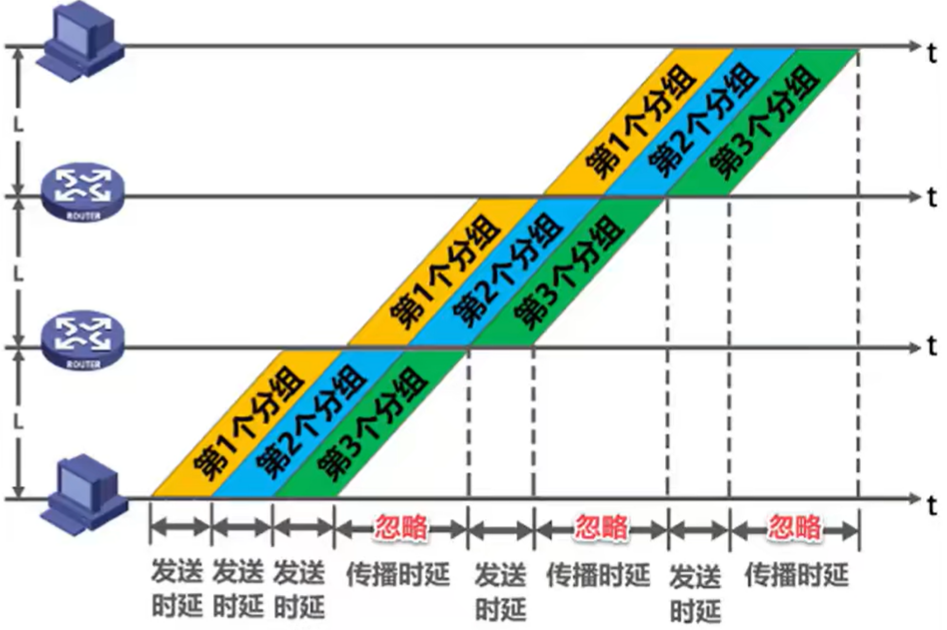 t
L
第1个分组
第2个分组
第3个分组
ROUTER
t
L
第1个分组
第2个分组
第3个分组
ROUTER
t
L
第1个分组
第2个分组
第3个分组
t
忽略
忽略
忽略
发送时延
发送时延
发送时延
传播时延
发送时延
传播时延
发送时延
传播时延